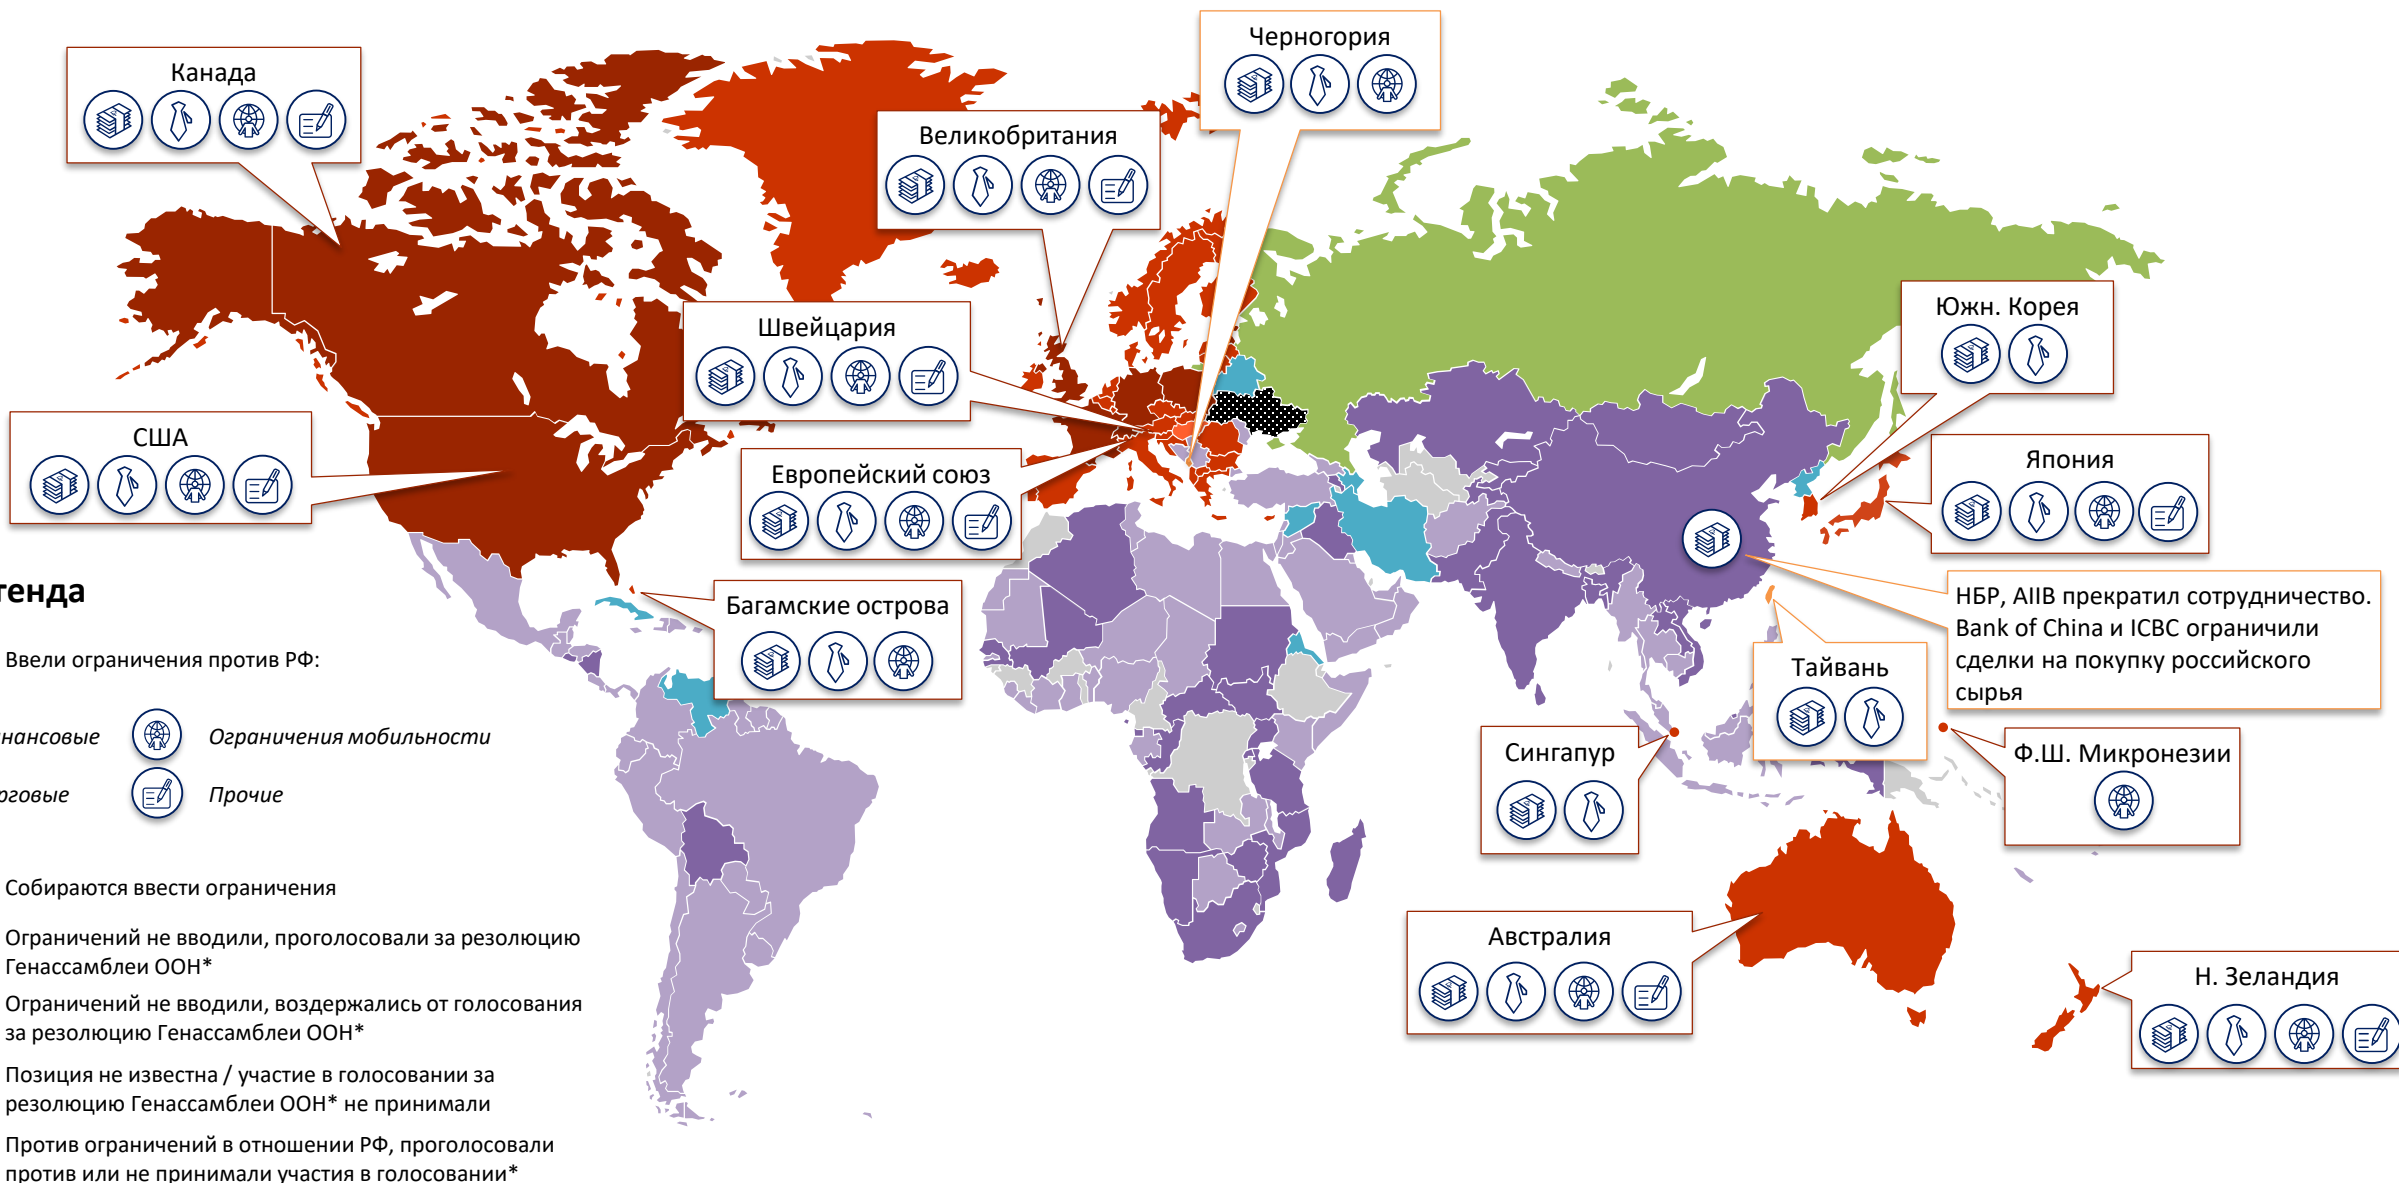 Черногория
Канада
Великобритания
Южн. Корея
Швейцария
США
Япония
Европейский союз
НБР, AIIB прекратил сотрудничество.
Bank of China и ICBC ограничили
сделки на покупку российского
сырья
Багамские острова
Тайвань
Сингапур
Ф.Ш. Микронезии
Австралия
Н. Зеландия
генда
Ввели ограничения против РФ:
нансовые
Ограничения мобильности
рговые
Прочие
Собираются ввести ограничения
Ограничений не вводили, проголосовали за резолюцию
Генассамблеи ООН*
Ограничений не вводили, воздержались от голосования
за резолюцию Генассамблеи ООН*
Позиция не известна / участие в голосовании за
резолюцию Генассамблеи ООН* не принимали
Против ограничений в отношении РФ, проголосовали
против или не принимали участия в голосовании*